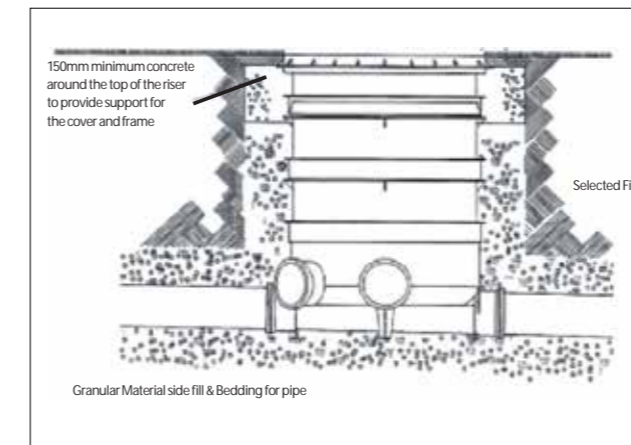 150mm minimum concrete
around the top of the riser
to provide support for
the cover and frame
Selected Fi
Granular Material side fill & Bedding for pipe